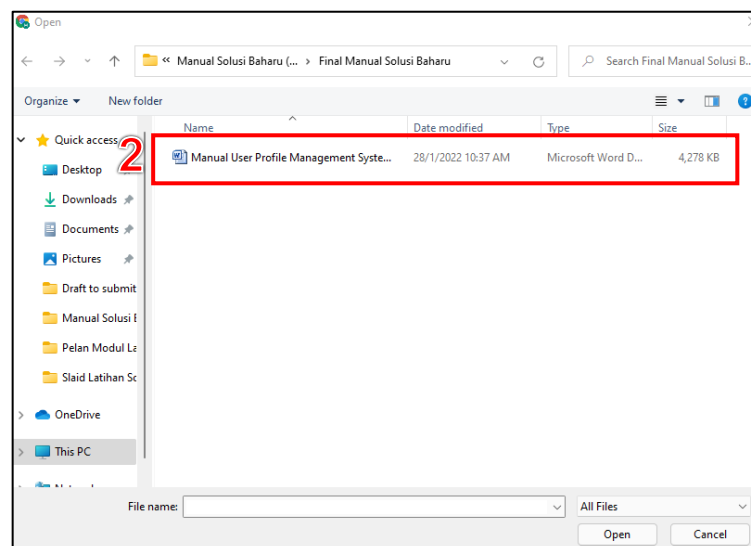 Open
« Manual Solusi Baharu (... › Final Manual Solusi Baharu
Search Final Manual Solusi B...
Organize New folder
Name Date modified Type Size
Quick access
2
Manual User Profile Management Syste... 28/1/2022 10:37 AM Microsoft Word D... 4,278 KB
Desktop
Downloads
Documents
Pictures
Draft to submit
Manual Solusi
Pelan Modul La
Slaid Latihan Sc
OneDrive
This PC
File name: All Files
Open Cancel